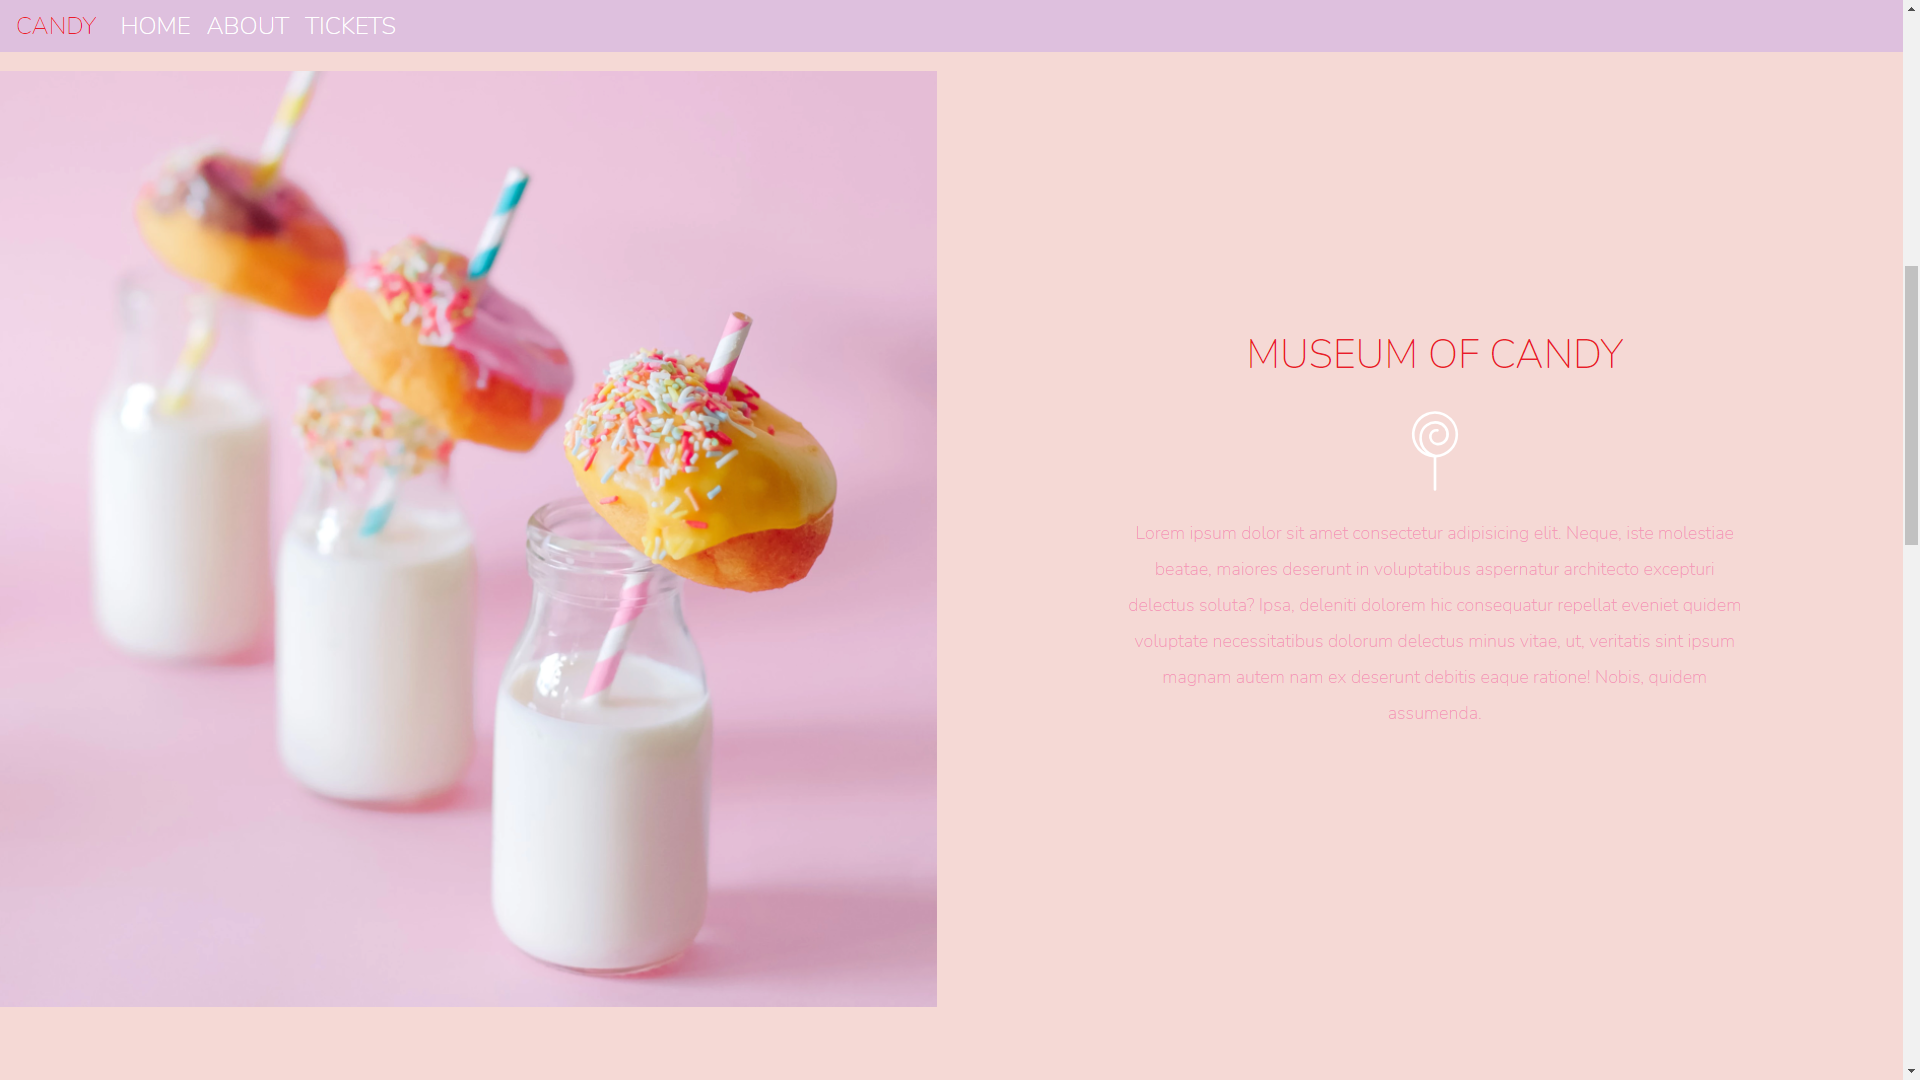 CANDY HOME ABOUT TICKETS
MUSEUM OF CANDY
Lorem ipsum dolor sit amet consectetur adipisicing elit. Neque, iste molestiae
beatae, maiores deserunt in voluptatibus aspernatur architecto excepturi
delectus soluta? Ipsa, deleniti dolorem hic consequatur repellat eveniet quidem
voluptate necessitatibus dolorum delectus minus vitae, ut, veritatis sint ipsum
magnam autem nam ex deserunt debitis eaque ratione! Nobis, quidem
assumenda.